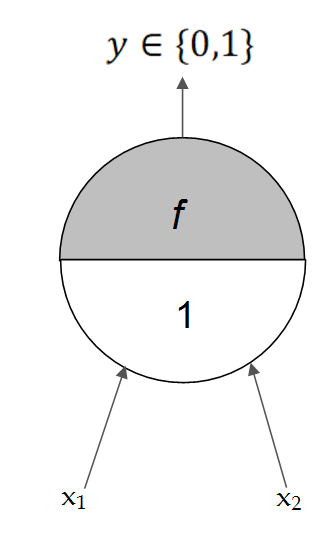 y ∈ {0,1}
f
1
x₁ x₂